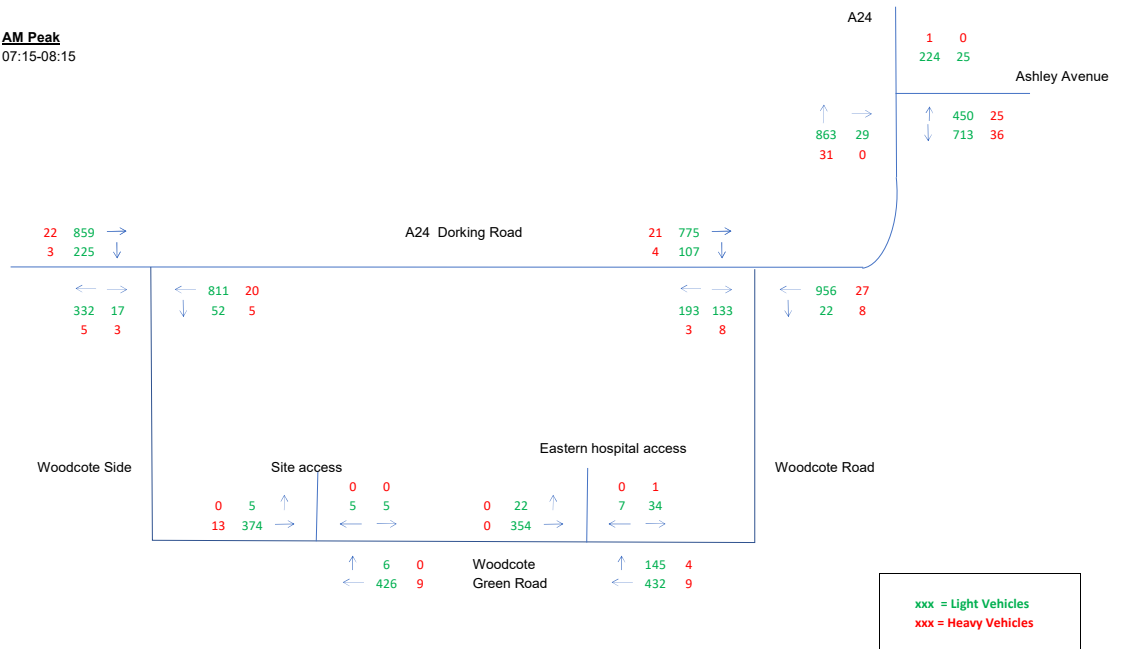 A24
AM Peak
1 0
07:15-08:15
224 25
Ashley Avenue
450 25
863 29
713 36
31 0
22 859
A24 Dorking Road
21 775
3 225
4 107
811 20
956 27
332 17
52 5
193 133
22 8
5 3
3 8
Eastern hospital access
Woodcote Side
Site access
Woodcote Road
0 0
0 1
0 5
5 5
0 22
7 34
13 374
0 354
6 0
Woodcote
145 4
426 9
Green Road
432 9
xxx = Light Vehicles
xxx = Heavy Vehicles